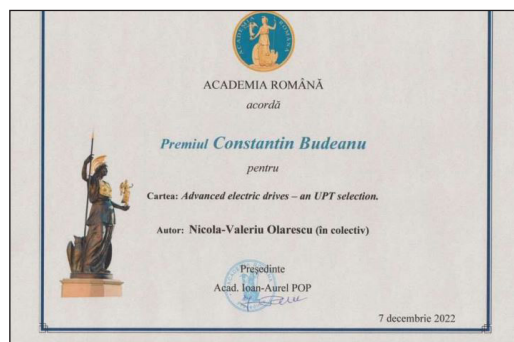 ACADEMIA ROMÂNĂ
acordă
Premiul Constantin Budeanu
pentru
Cartea: Advanced electric drives – an UPT selection.
Autor: Nicola-Valeriu Olarescu (în colectiv)
Președinte
Acad. Ioan-Aurel POP
7 decembrie 2022